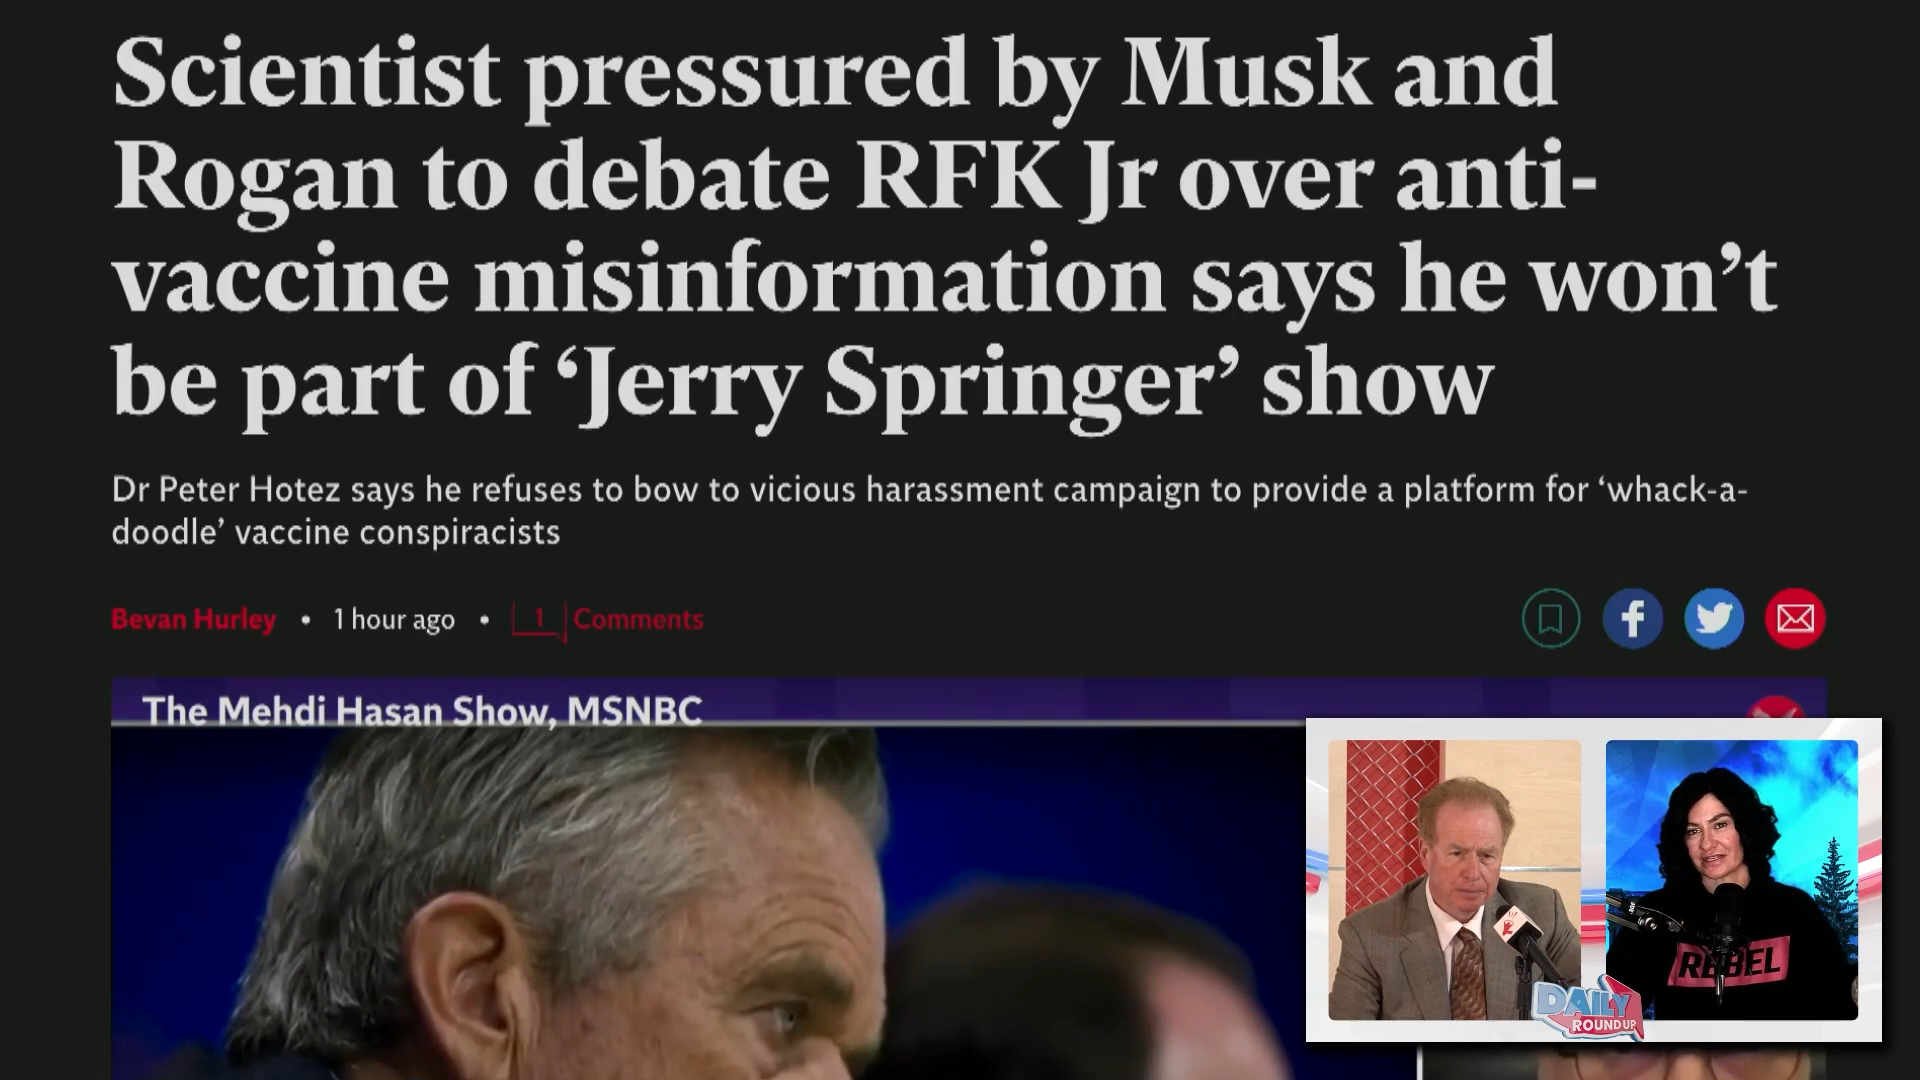 Scientist pressured by Musk and
Rogan to debate RFK Jr over anti-
vaccine misinformation says he won’t
be part of ‘Jerry Springer’ show
Dr Peter Hotez says he refuses to bow to vicious harassment campaign to provide a platform for ‘whack-a-
doodle’ vaccine conspiracists
Bevan Hurley • 1 hour ago • 1 Comments
The Mehdi Hasan Show, MSNBC
REBEL
DAILY
ROUNDUP